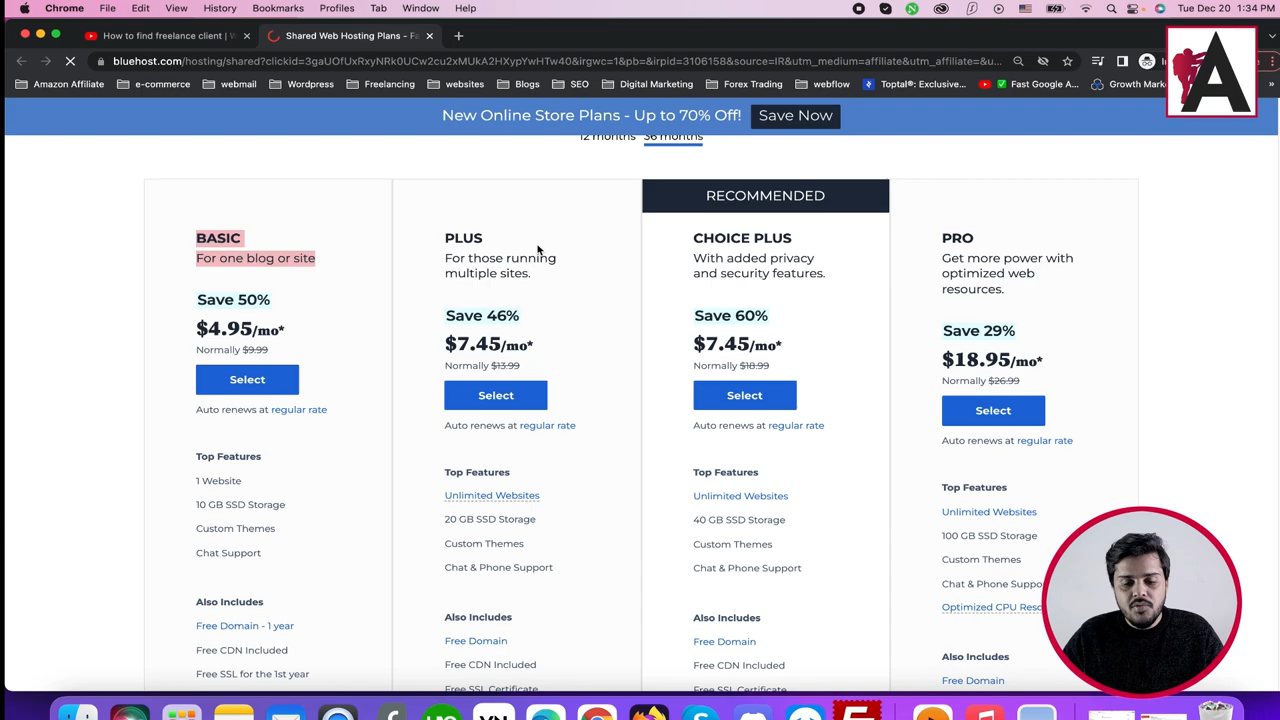 Chrome File Edit View History Bookmarks Profiles Tab Window Help Tue Dec 20 1:34 PM
How to find freelance client | W Shared Web Hosting Plans - Fa
bluehost.com/hosting/shared?clickid=3gaUOfUxRxyNRk0UCw2cu2xMUKA2HXypYwHTw40&irgwc=1&pb=&irpid=3106158&source=IR&utm_medium=affiliate&utm_affiliate=&u...
Amazon Affiliate e-commerce webmail Wordpress Freelancing websites Blogs SEO Digital Marketing Forex Trading webflow Toptal®: Exclusive... Fast Google A... Growth Mark
A
New Online Store Plans - Up to 70% Off! Save Now
12 months 36 months
RECOMMENDED
BASIC
For one blog or site
Save 50%
$4.95/mo*
Normally $9.99
Select
Auto renews at regular rate
Top Features
1 Website
10 GB SSD Storage
Custom Themes
Chat Support
Also Includes
Free Domain - 1 year
Free CDN Included
Free SSL for the 1st year
PLUS
For those running
multiple sites.
Save 46%
$7.45/mo*
Normally $13.99
Select
Auto renews at regular rate
Top Features
Unlimited Websites
20 GB SSD Storage
Custom Themes
Chat & Phone Support
Also Includes
Free Domain
Free CDN Included
Free SSL Certificate
CHOICE PLUS
With added privacy
and security features.
Save 60%
$7.45/mo*
Normally $18.99
Select
Auto renews at regular rate
Top Features
Unlimited Websites
40 GB SSD Storage
Custom Themes
Chat & Phone Support
Also Includes
Free Domain
Free CDN Included
Free SSL Certificate
PRO
Get more power with
optimized web
resources.
Save 29%
$18.95/mo*
Normally $26.99
Select
Auto renews at regular rate
Top Features
Unlimited Websites
100 GB SSD Storage
Custom Themes
Chat & Phone Suppo
Optimized CPU Reso
Also Includes
Free Domain